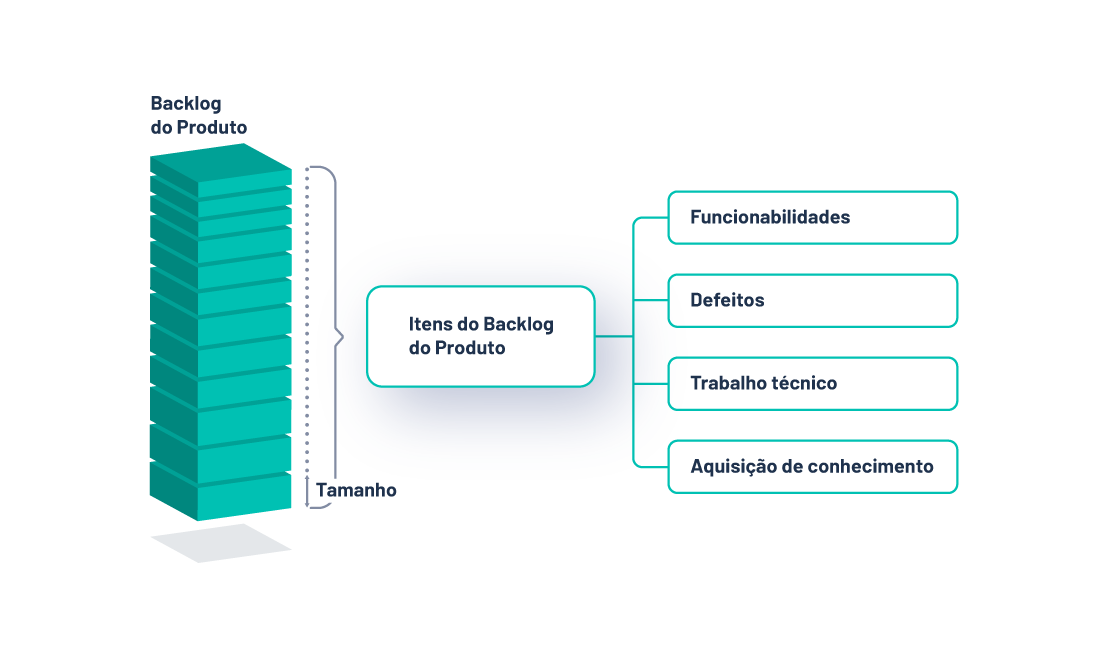 Backlog
do Produto
Tamanho
Itens do Backlog
do Produto
Funcionabilidades
Defeitos
Trabalho técnico
Aquisição de conhecimento